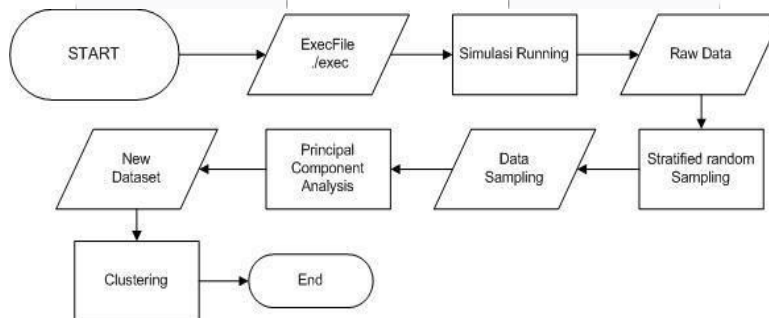 START
ExecFile
./exec
Simulasi Running
Raw Data
Stratified random
Sampling
Data
Sampling
Principal
Component
Analysis
New
Dataset
Clustering
End